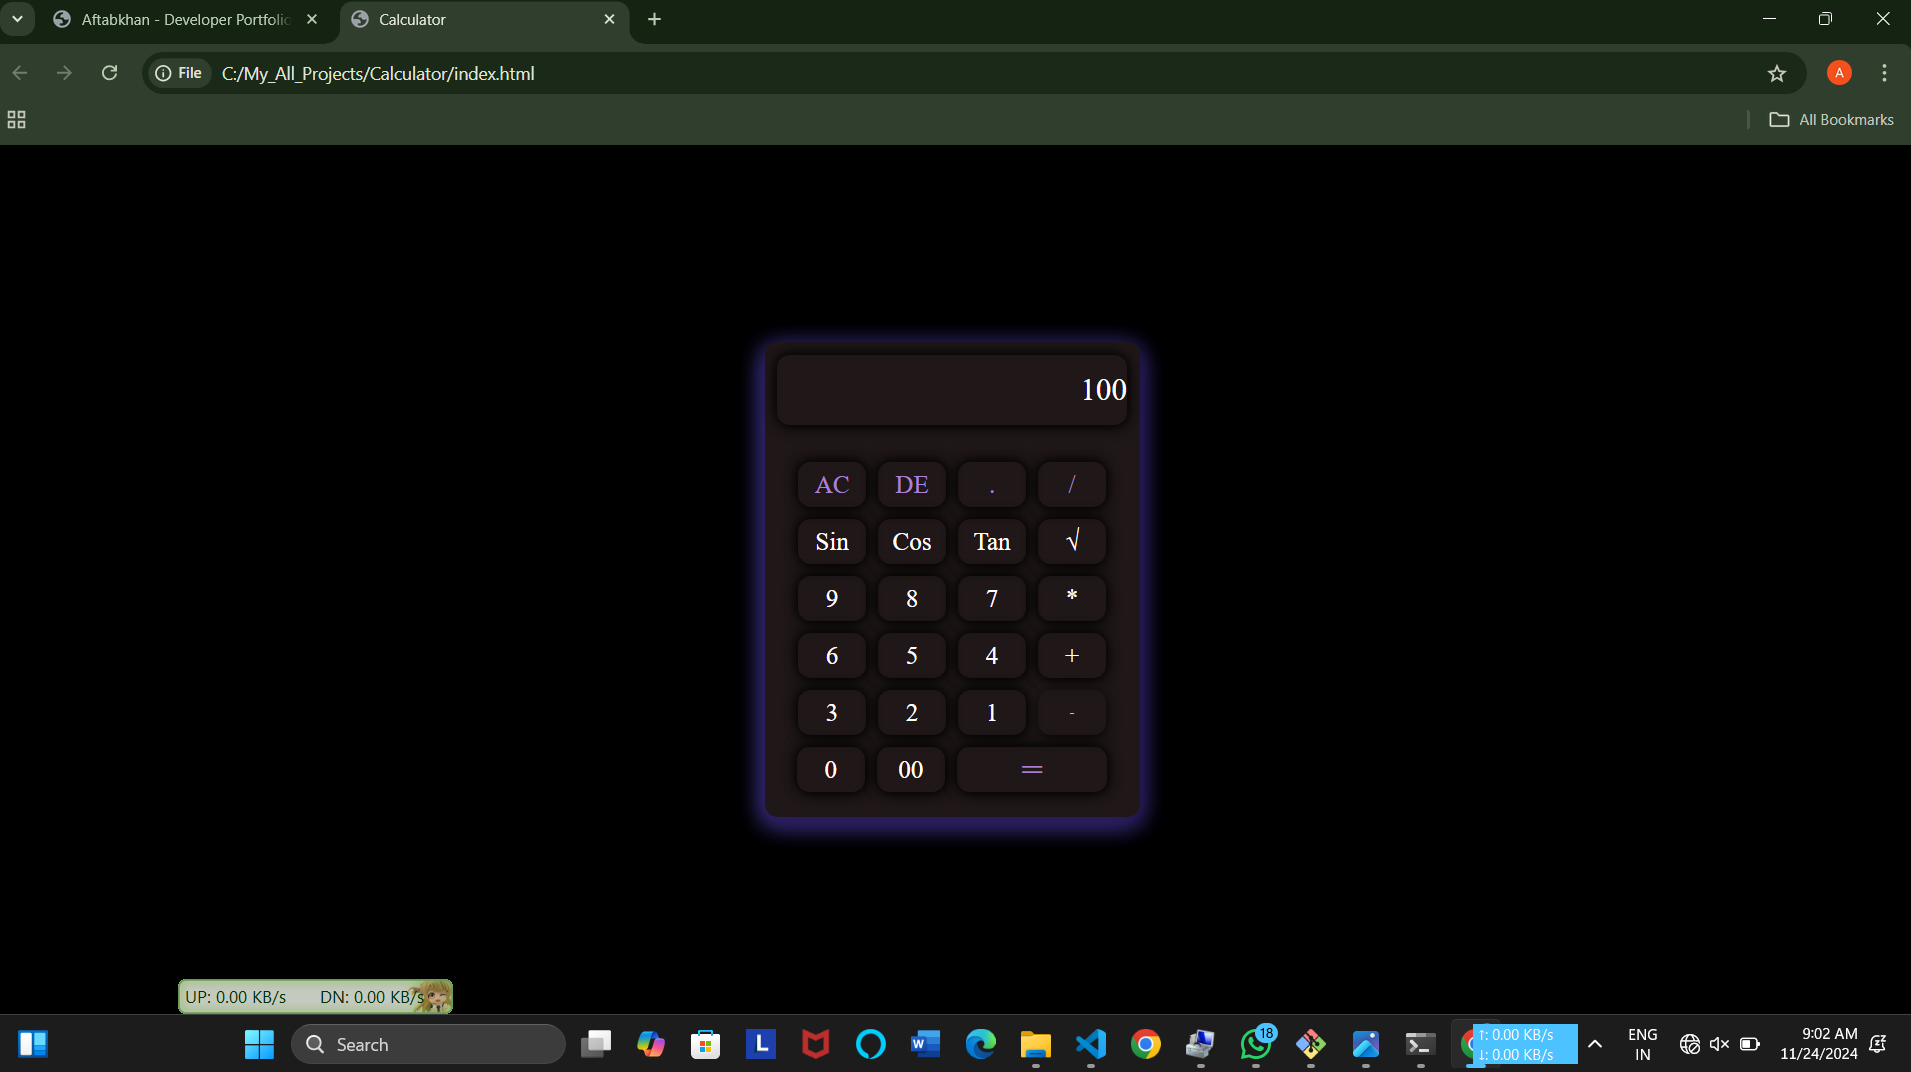 Aftabkhan - Developer Portfolio
Calculator
File
C:/My_All_Projects/Calculator/index.html
A
All Bookmarks
100
AC DE . /
Sin Cos Tan √
9 8 7 *
6 5 4 +
3 2 1 -
0 00 =
UP: 0.00 KB/s DN: 0.00 KB/s
Search
L
W
18
↑: 0.00 KB/s
↓: 0.00 KB/s
ENG
IN
9:02 AM
11/24/2024